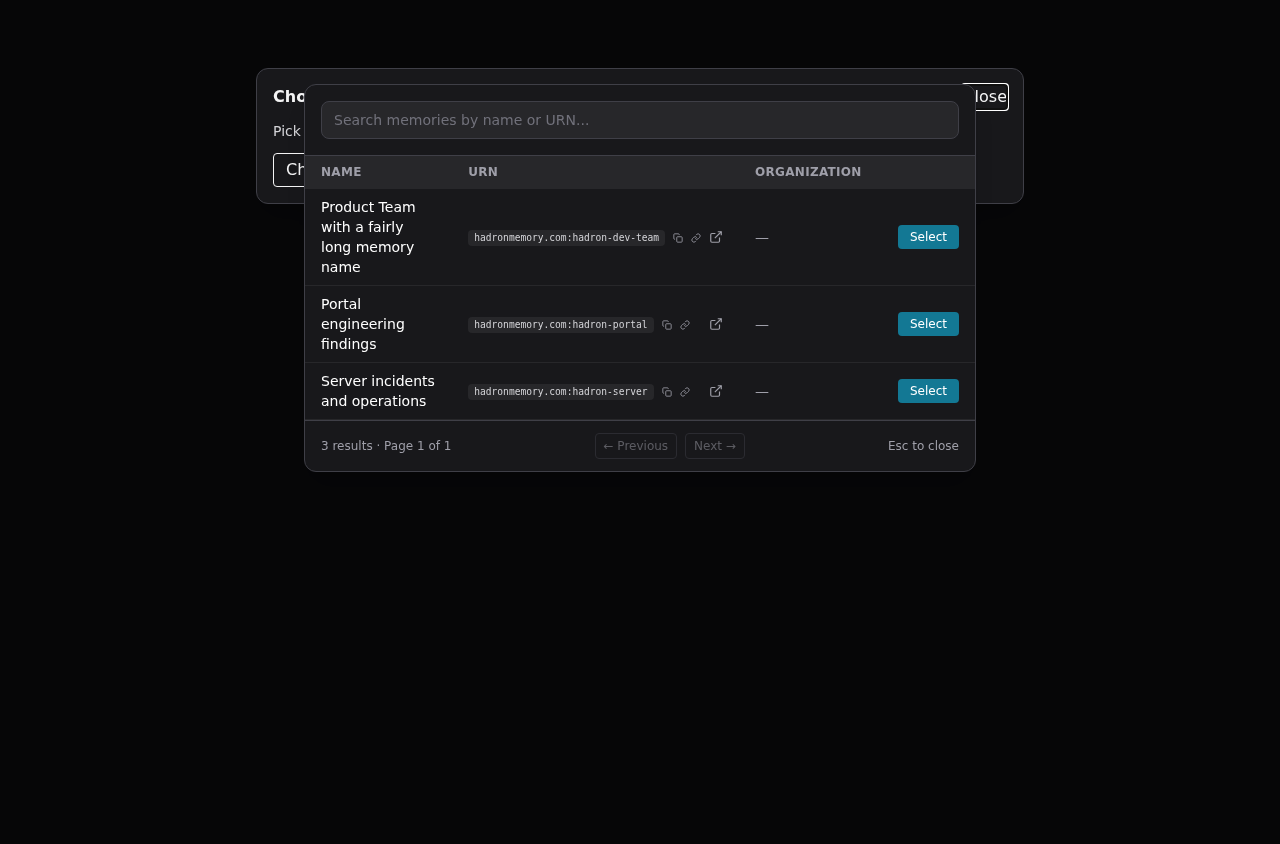 Cho
lose
Pick
Ch
Search memories by name or URN...
NAME URN ORGANIZATION
Product Team
with a fairly
long memory
name
hadronmemory.com:hadron-dev-team — Select
Portal
engineering
findings
hadronmemory.com:hadron-portal — Select
Server incidents
and operations
hadronmemory.com:hadron-server — Select
3 results · Page 1 of 1 ← Previous Next → Esc to close